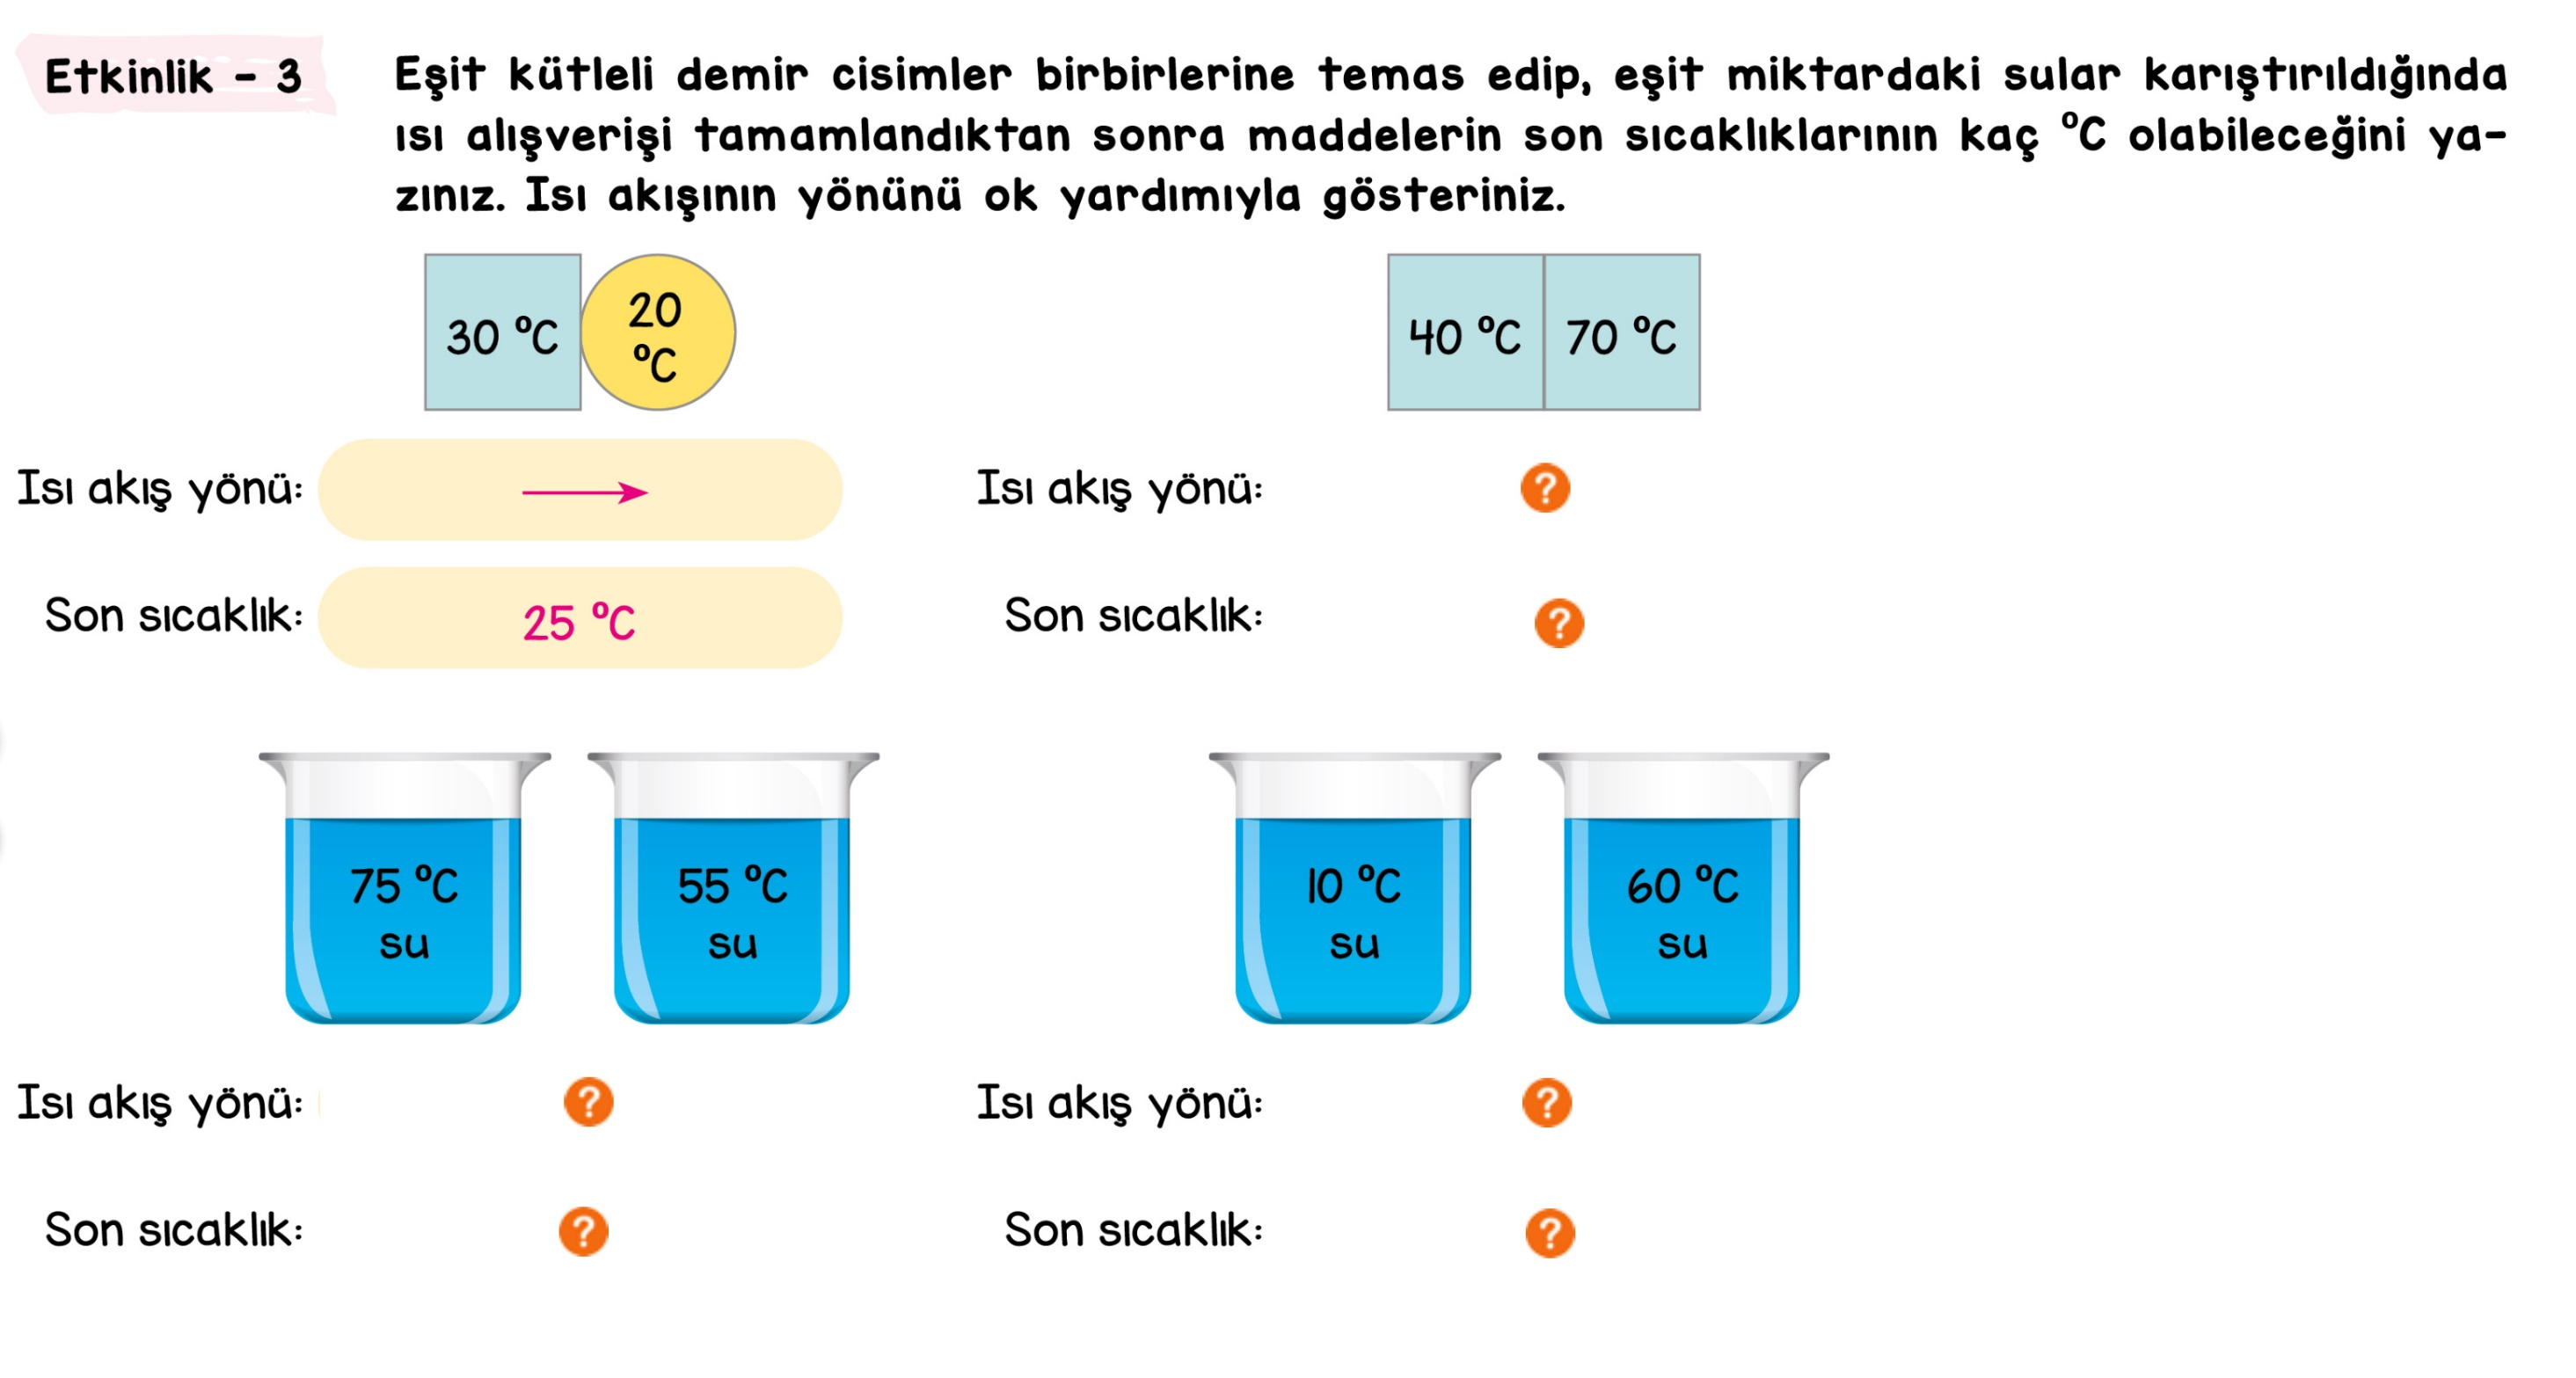 Etkinlik - 3
Eşit kütleli demir cisimler birbirlerine temas edip, eşit miktardaki sular karıştırıldığında
ısı alışverişi tamamlandıktan sonra maddelerin son sıcaklıklarının kaç °C olabileceğini ya-
zınız. Isı akışının yönünü ok yardımıyla gösteriniz.
30 °C
20
°C
40 °C
70 °C
Isı akış yönü:
Isı akış yönü:
?
Son sıcaklık:
25 °C
Son sıcaklık:
?
75 °C
su
55 °C
su
10 °C
su
60 °C
su
Isı akış yönü:
?
Isı akış yönü:
?
Son sıcaklık:
?
Son sıcaklık:
?